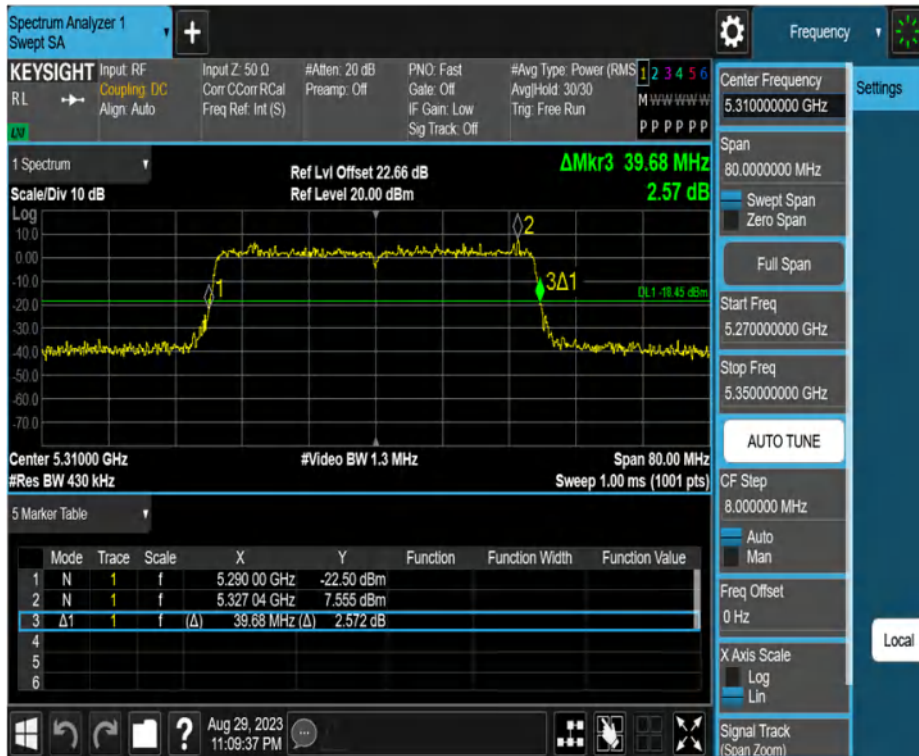 Spectrum Analyzer 1
Swept SA
Frequency
KEYSIGHT Input: RF Input Z: 50 Ω #Atten: 20 dB PNO: Fast #Avg Type: Power (RMS 1 2 3 4 5 6
RL Coupling: DC Corr CCorr RCal Preamp: Off Gate: Off Avg|Hold: 30/30 M W W W W W
Align: Auto Freq Ref: Int (S) IF Gain: Low Trig: Free Run
Sig Track: Off P P P P P P
1 Spectrum
Scale/Div 10 dB
Ref Lvl Offset 22.66 dB
Ref Level 20.00 dBm
ΔMkr3 39.68 MHz
2.57 dB
Log
10.0
0.00
-10.0
-20.0
-30.0
-40.0
-50.0
-60.0
-70.0
1
2
3Δ1
DL1 -18.45 dBm
Center 5.31000 GHz #Video BW 1.3 MHz Span 80.00 MHz
#Res BW 430 kHz Sweep 1.00 ms (1001 pts)
5 Marker Table
Mode Trace Scale X Y Function Function Width Function Value
1 N 1 f 5.290 00 GHz -22.50 dBm
2 N 1 f 5.327 04 GHz 7.555 dBm
3 Δ1 1 f (Δ) 39.68 MHz (Δ) 2.572 dB
4
5
6
?
Aug 29, 2023
11:09:37 PM
Center Frequency
5.310000000 GHz
Span
80.0000000 MHz
Swept Span
Zero Span
Full Span
Start Freq
5.270000000 GHz
Stop Freq
5.350000000 GHz
AUTO TUNE
CF Step
8.000000 MHz
Auto
Man
Freq Offset
0 Hz
X Axis Scale
Log
Lin
Signal Track
(Span Zoom)
Settings
Local